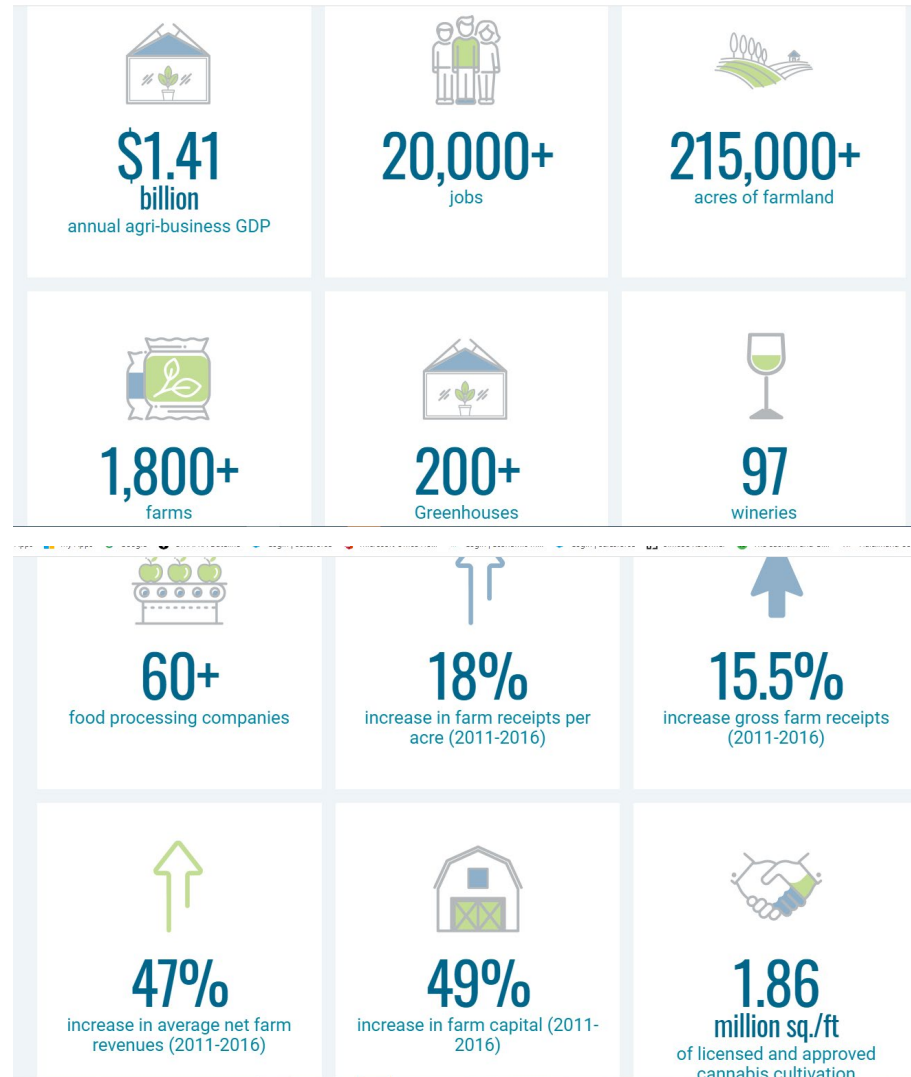 $1.41
billion
annual agri-business GDP
20,000+
jobs
215,000+
acres of farmland
1,800+
farms
200+
Greenhouses
97
wineries
60+
food processing companies
18%
increase in farm receipts per
acre (2011-2016)
15.5%
increase gross farm receipts
(2011-2016)
47%
increase in average net farm
revenues (2011-2016)
49%
increase in farm capital (2011-
2016)
1.86
million sq./ft
of licensed and approved
cannabis cultivation